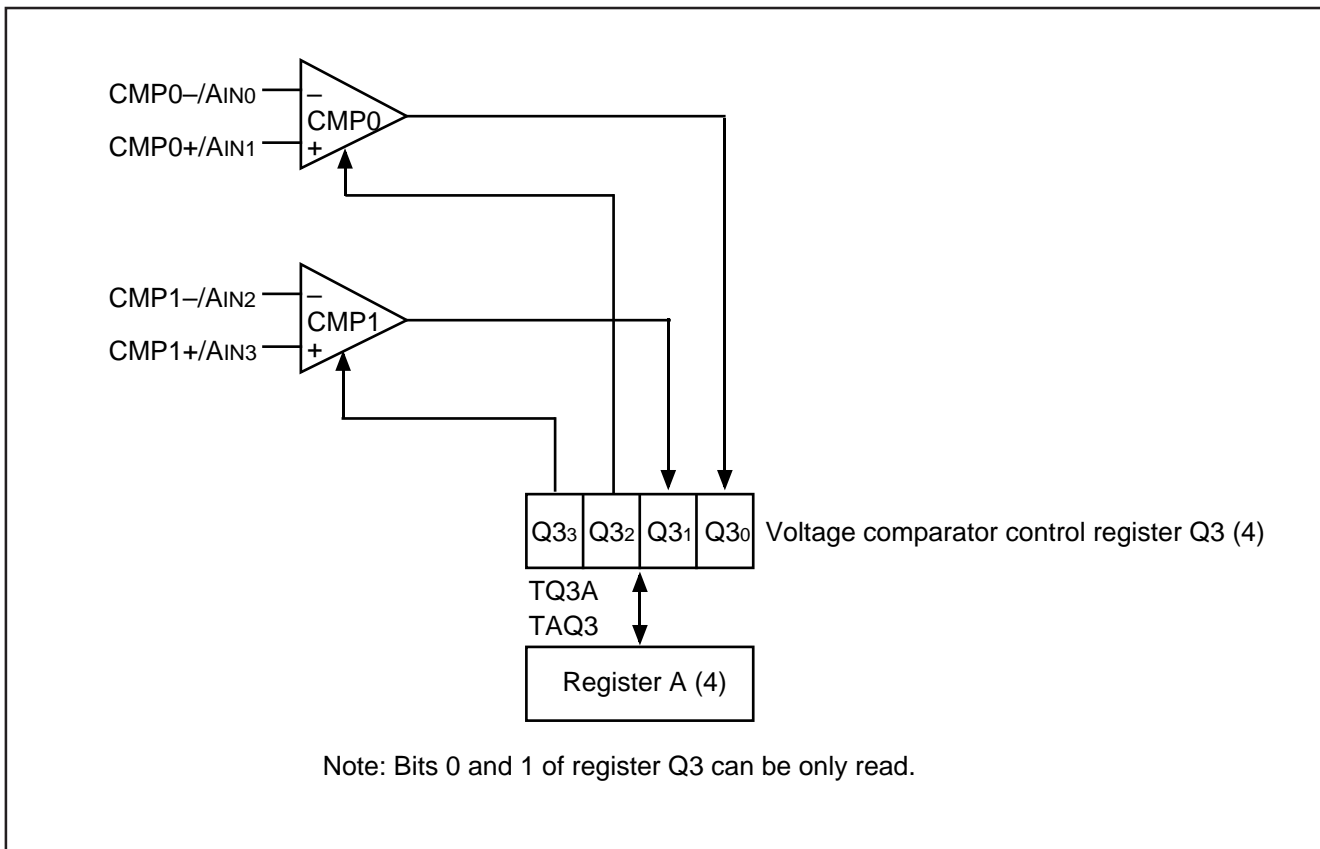 CMP0–/AIN0
–
CMP0
CMP0+/AIN1
+
CMP1–/AIN2
–
CMP1
CMP1+/AIN3
+
Q33 Q32 Q31 Q30 Voltage comparator control register Q3 (4)
TQ3A
TAQ3
Register A (4)
Note: Bits 0 and 1 of register Q3 can be only read.